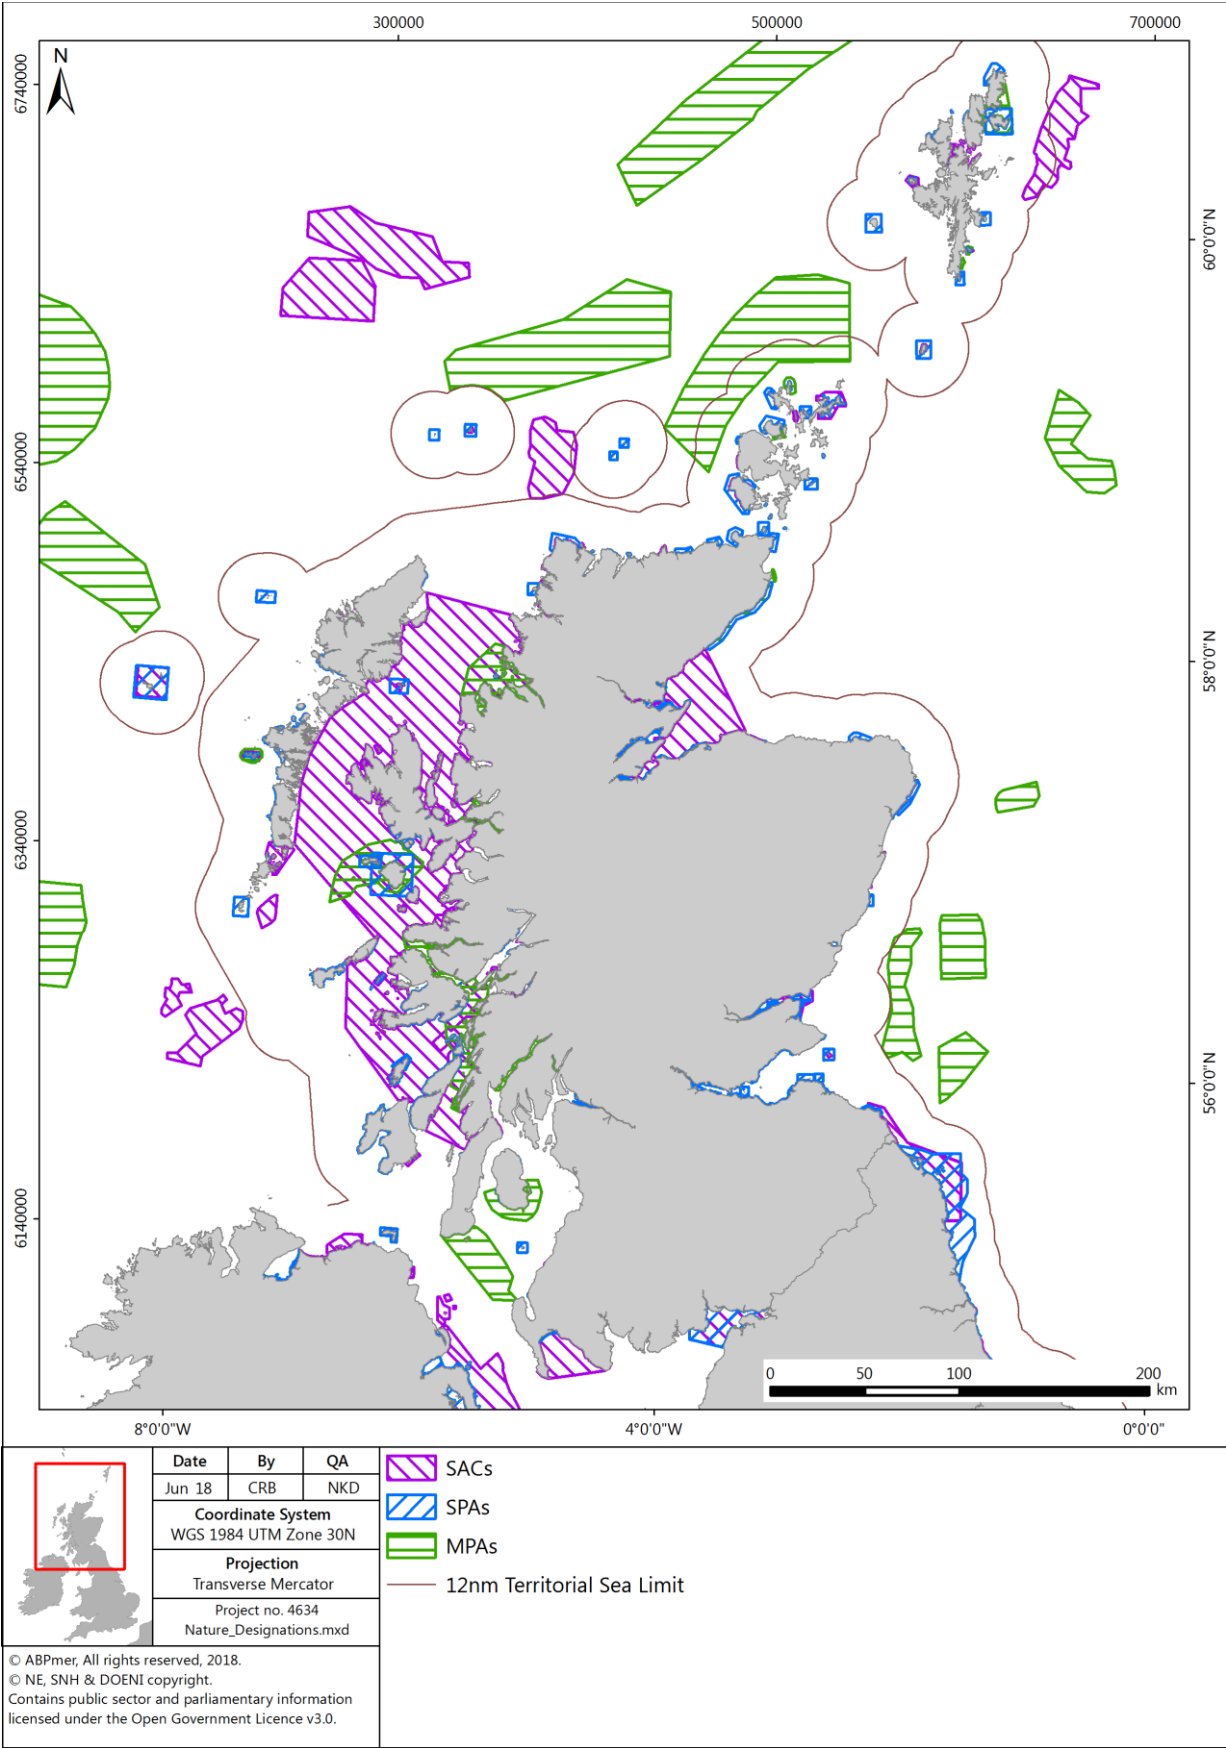 300000
500000
700000
N
6740000
60°0'0"N
6540000
58°0'0"N
6340000
56°0'0"N
6140000
0
50
100
200
km
8°0'0"W
4°0'0"W
0°0'0"
Date
By
QA
Jun 18
CRB
NKD
Coordinate System
WGS 1984 UTM Zone 30N
Projection
Transverse Mercator
Project no. 4634
Nature_Designations.mxd
© ABPmer, All rights reserved, 2018.
© NE, SNH & DOENI copyright.
Contains public sector and parliamentary information
licensed under the Open Government Licence v3.0.
SACs
SPAs
MPAs
12nm Territorial Sea Limit